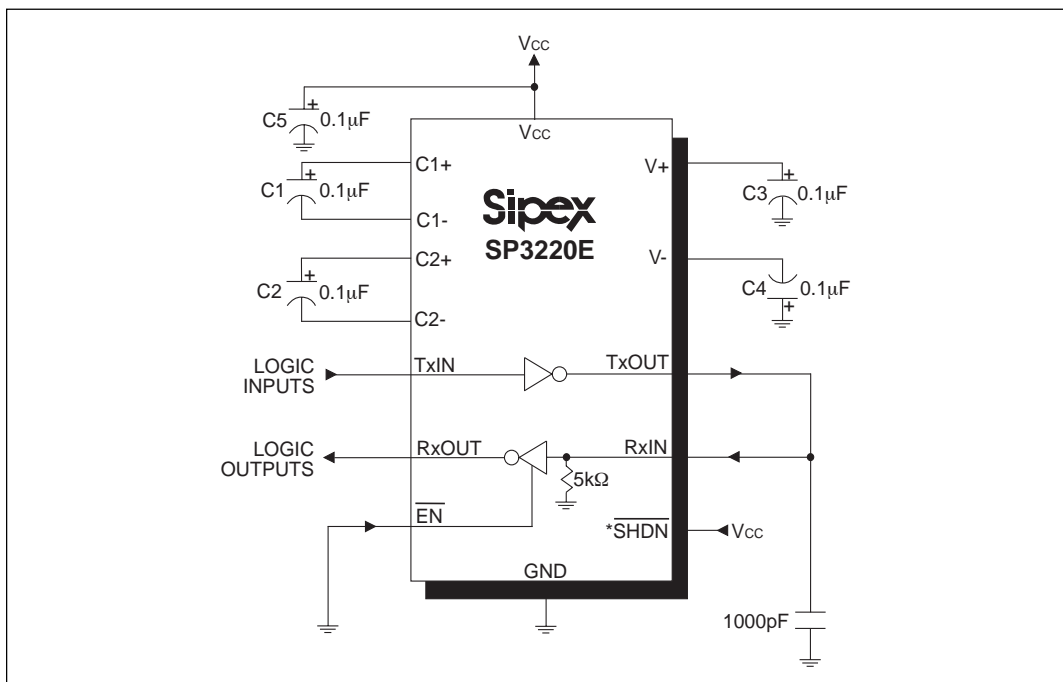 VCC
C5 + 0.1µF
VCC
C1 + 0.1µF
C1+
C1-
C2 + 0.1µF
C2+
C2-
Sipex
SP3220E
V+
C3 + 0.1µF
V-
C4 0.1µF +
LOGIC
INPUTS
TxIN
TxOUT
LOGIC
OUTPUTS
RxOUT
RxIN
5kΩ
EN
*SHDN
VCC
GND
1000pF